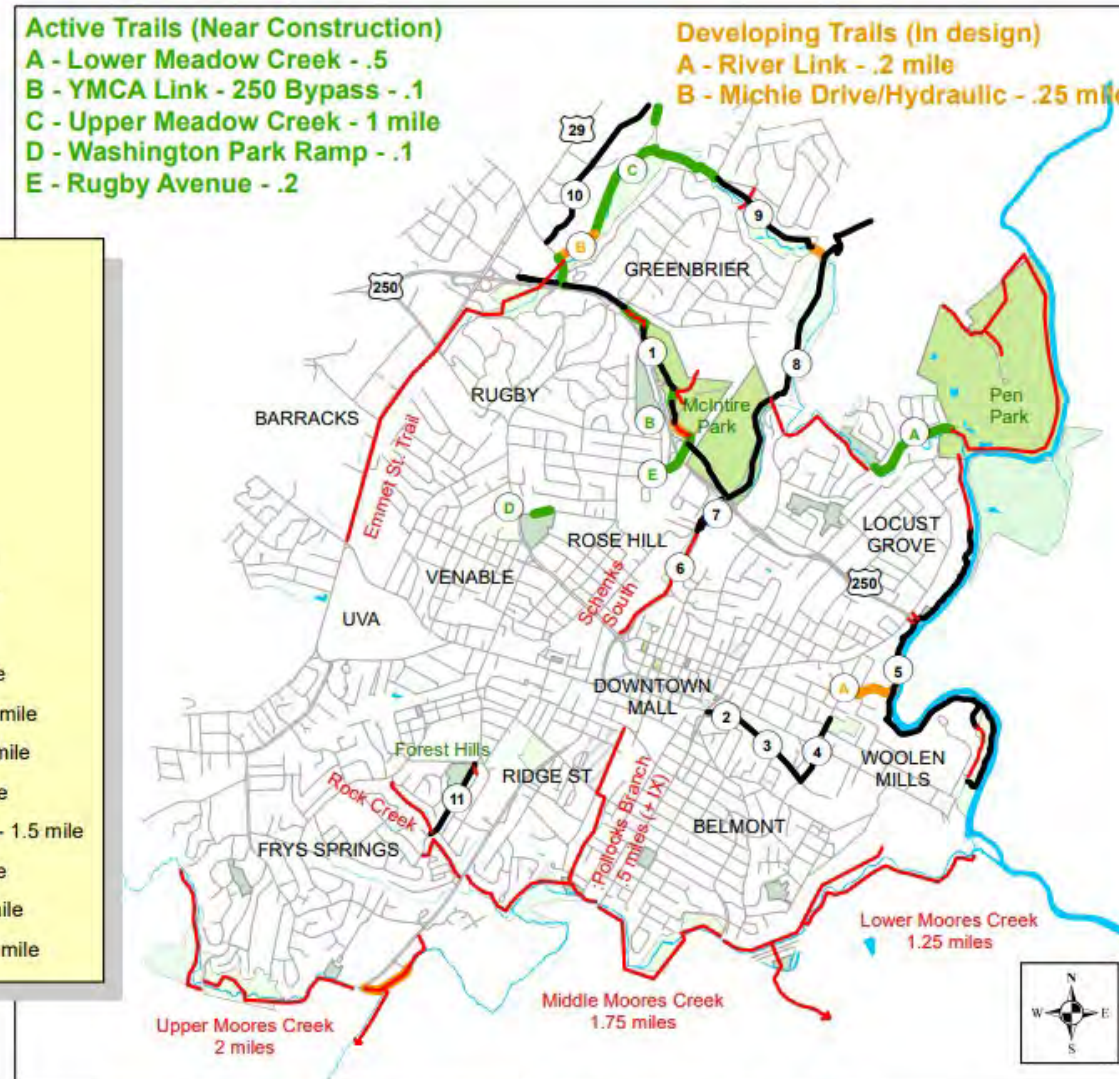 Active Trails (Near Construction)
A - Lower Meadow Creek - .5
B - YMCA Link - 250 Bypass - .1
C - Upper Meadow Creek - 1 mile
D - Washington Park Ramp - .1
E - Rugby Avenue - .2
Developing Trails (In design)
A - River Link - .2 mile
B - Michie Drive/Hydraulic - .25 mile
29
C
10
9
B
GREENBRIER
250
1
8
RUGBY
Pen
Park
BARRACKS
McIntire
Park
B
A
Emmet St. Trail
E
D
7
LOCUST
GROVE
ROSE HILL
VENABLE
6
250
Schenks
South
UVA
5
A
DOWNTOWN
MALL
2
3
4
WOOLEN
MILLS
Forest Hills
RIDGE ST
Rock Creek
11
:Pollocks Branch
.5 miles (+ IX)
BELMONT
FRYS SPRINGS
mile
mile
- 1.5 mile
mile
Lower Moores Creek
1.25 miles
Middle Moores Creek
1.75 miles
Upper Moores Creek
2 miles
N
W
E
S